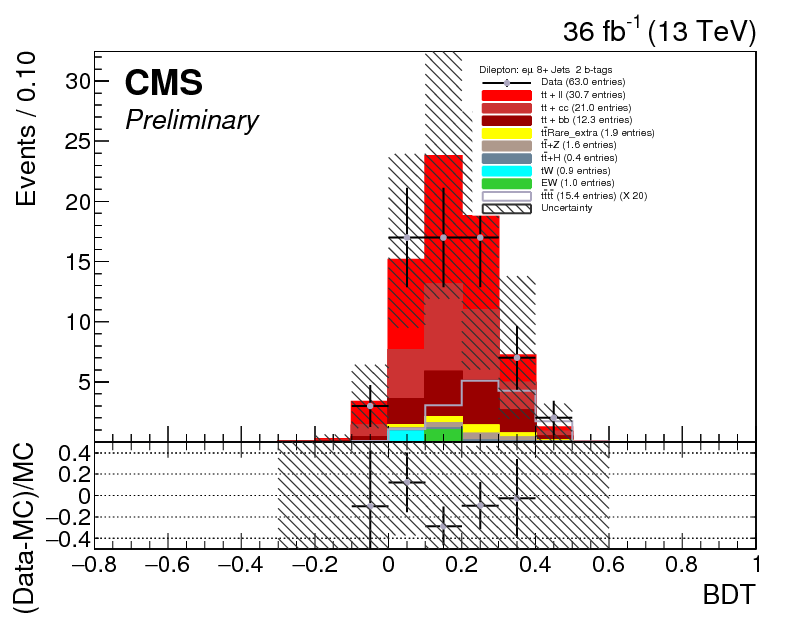 36 fb-1 (13 TeV)
CMS
Preliminary
Events / 0.10
30
25
20
15
10
5
Dilepton: eμ 8+ Jets 2 b-tags
Data (63.0 entries)
tt + ll (30.7 entries)
tt + cc (21.0 entries)
tt + bb (12.3 entries)
tt̄Rare_extra (1.9 entries)
tt̄+Z (1.6 entries)
tt̄+H (0.4 entries)
tW (0.9 entries)
EW (1.0 entries)
tt̄tt̄ (15.4 entries) (X 20)
Uncertainty
(Data-MC)/MC
0.4
0.2
0
−0.2
−0.4
−0.8 −0.6 −0.4 −0.2 0 0.2 0.4 0.6 0.8 1
BDT